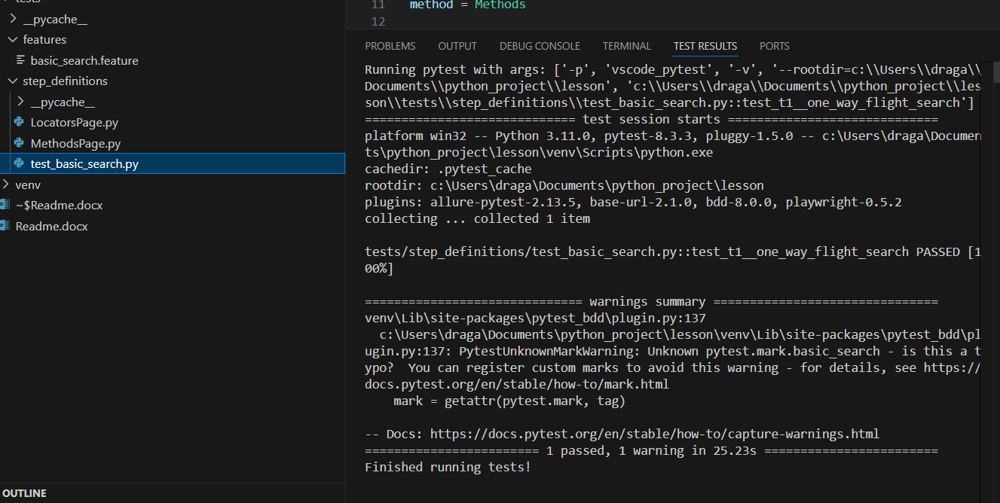 tests
__pycache__
features
basic_search.feature
step_definitions
__pycache__
LocatorsPage.py
MethodsPage.py
test_basic_search.py
venv
~$Readme.docx
Readme.docx
OUTLINE
11 method = Methods
12
PROBLEMS OUTPUT DEBUG CONSOLE TERMINAL TEST RESULTS PORTS
Running pytest with args: ['-p', 'vscode_pytest', '-v', '--rootdir=c:\\Users\\draga\\
Documents\\python_project\\lesson', 'c:\\Users\\draga\\Documents\\python_project\\les
son\\tests\\step_definitions\\test_basic_search.py::test_t1__one_way_flight_search']
============================= test session starts =============================
platform win32 -- Python 3.11.0, pytest-8.3.3, pluggy-1.5.0 -- c:\Users\draga\Documen
ts\python_project\lesson\venv\Scripts\python.exe
cachedir: .pytest_cache
rootdir: c:\Users\draga\Documents\python_project\lesson
plugins: allure-pytest-2.13.5, base-url-2.1.0, bdd-8.0.0, playwright-0.5.2
collecting ... collected 1 item
tests/step_definitions/test_basic_search.py::test_t1__one_way_flight_search PASSED [1
00%]
============================== warnings summary ===============================
venv\Lib\site-packages\pytest_bdd\plugin.py:137
c:\Users\draga\Documents\python_project\lesson\venv\Lib\site-packages\pytest_bdd\pl
ugin.py:137: PytestUnknownMarkWarning: Unknown pytest.mark.basic_search - is this a t
ypo?  You can register custom marks to avoid this warning - for details, see https://
docs.pytest.org/en/stable/how-to/mark.html
mark = getattr(pytest.mark, tag)
-- Docs: https://docs.pytest.org/en/stable/how-to/capture-warnings.html
======================== 1 passed, 1 warning in 25.23s ========================
Finished running tests!